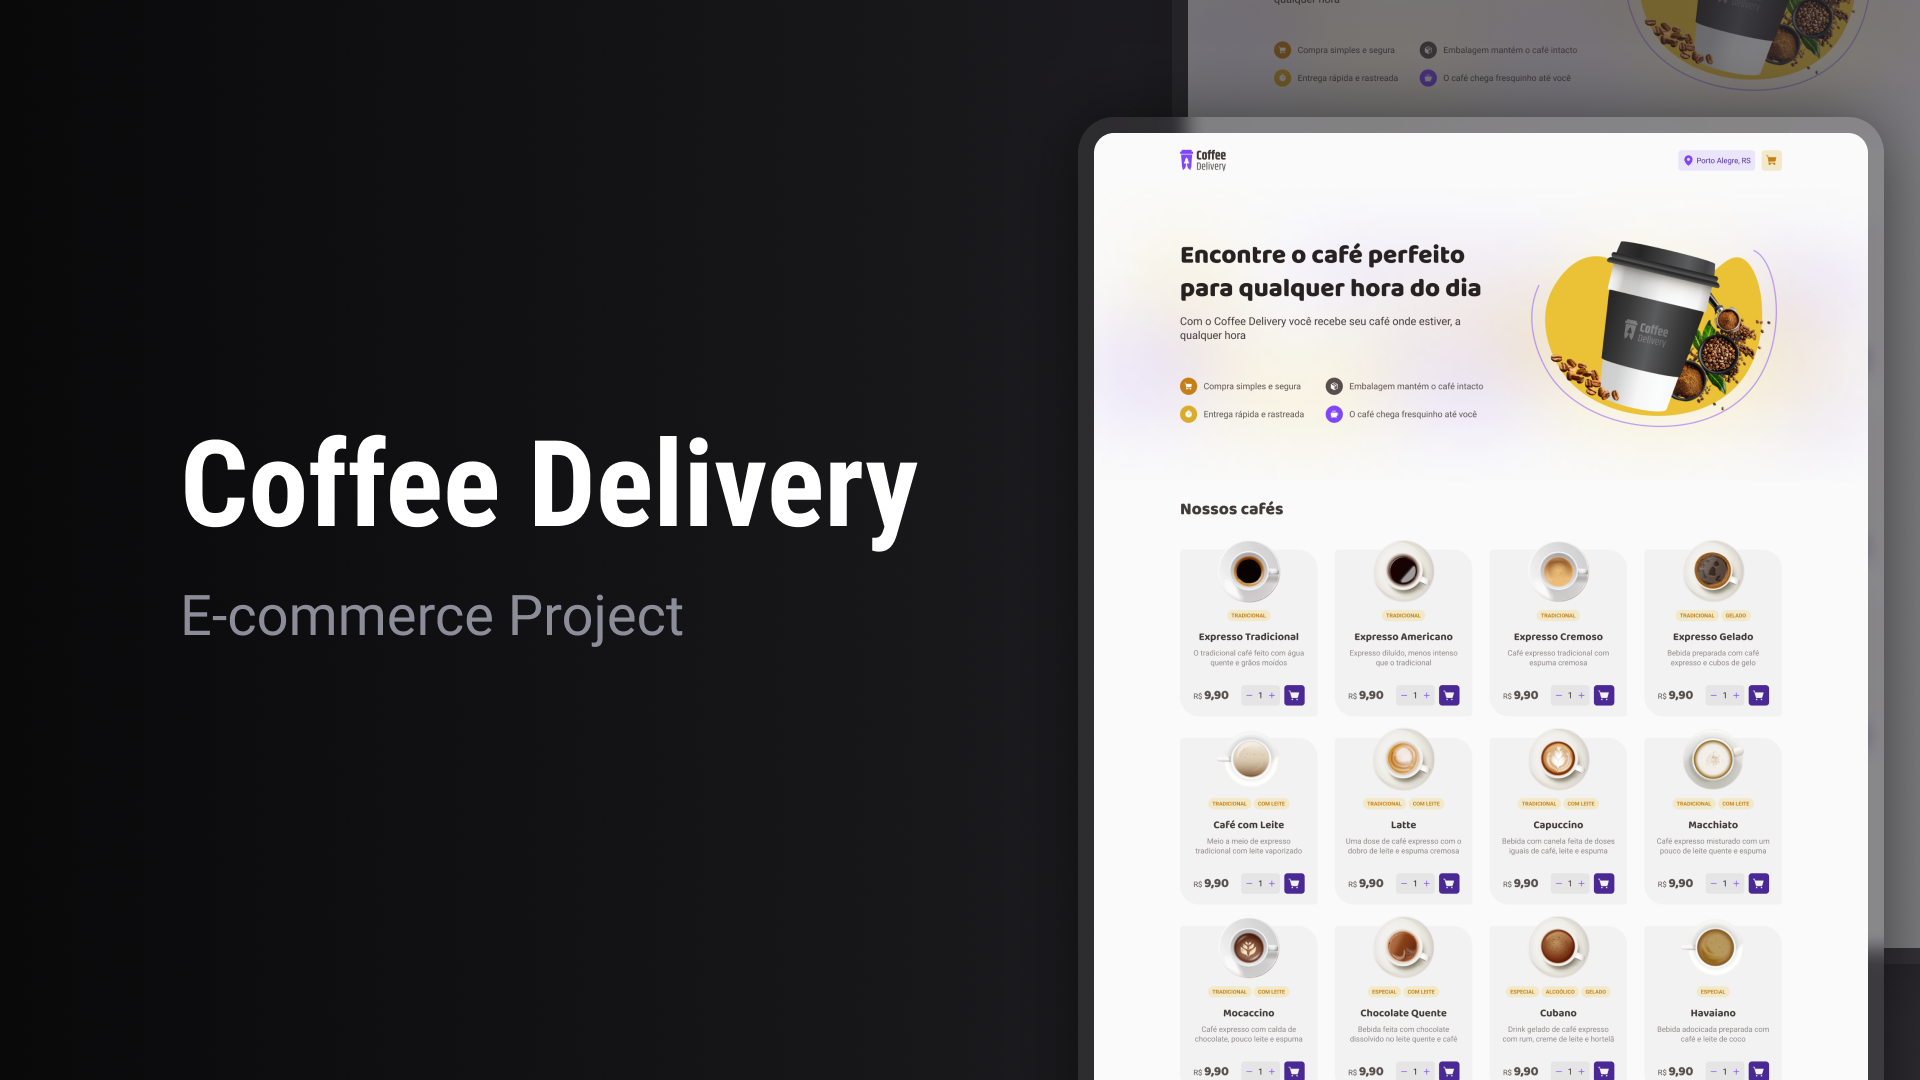 Coffee Delivery
E-commerce Project
qualquer hora
Compra simples e segura
Embalagem mantém o café intacto
Entrega rápida e rastreada
O café chega fresquinho até você
Coffee
Delivery
Porto Alegre, RS
Encontre o café perfeito
para qualquer hora do dia
Com o Coffee Delivery você recebe seu café onde estiver, a
qualquer hora
Compra simples e segura
Embalagem mantém o café intacto
Entrega rápida e rastreada
O café chega fresquinho até você
Coffee
Delivery
Nossos cafés
TRADICIONAL
Expresso Tradicional
O tradicional café feito com água
quente e grãos moídos
R$ 9,90
− 1 +
TRADICIONAL
Expresso Americano
Expresso diluído, menos intenso
que o tradicional
R$ 9,90
− 1 +
TRADICIONAL
Expresso Cremoso
Café expresso tradicional com
espuma cremosa
R$ 9,90
− 1 +
TRADICIONAL GELADO
Expresso Gelado
Bebida preparada com café
expresso e cubos de gelo
R$ 9,90
− 1 +
TRADICIONAL COM LEITE
Café com Leite
Meio a meio de expresso
tradicional com leite vaporizado
R$ 9,90
− 1 +
TRADICIONAL COM LEITE
Latte
Uma dose de café expresso com o
dobro de leite e espuma cremosa
R$ 9,90
− 1 +
TRADICIONAL COM LEITE
Capuccino
Bebida com canela feita de doses
iguais de café, leite e espuma
R$ 9,90
− 1 +
TRADICIONAL COM LEITE
Macchiato
Café expresso misturado com um
pouco de leite quente e espuma
R$ 9,90
− 1 +
TRADICIONAL COM LEITE
Mocaccino
Café expresso com calda de
chocolate, pouco leite e espuma
R$ 9,90
− 1 +
ESPECIAL COM LEITE
Chocolate Quente
Bebida feita com chocolate
dissolvido no leite quente e café
R$ 9,90
− 1 +
ESPECIAL ALCOÓLICO GELADO
Cubano
Drink gelado de café expresso
com rum, creme de leite e hortelã
R$ 9,90
− 1 +
ESPECIAL
Havaiano
Bebida adocicada preparada com
café e leite de coco
R$ 9,90
− 1 +